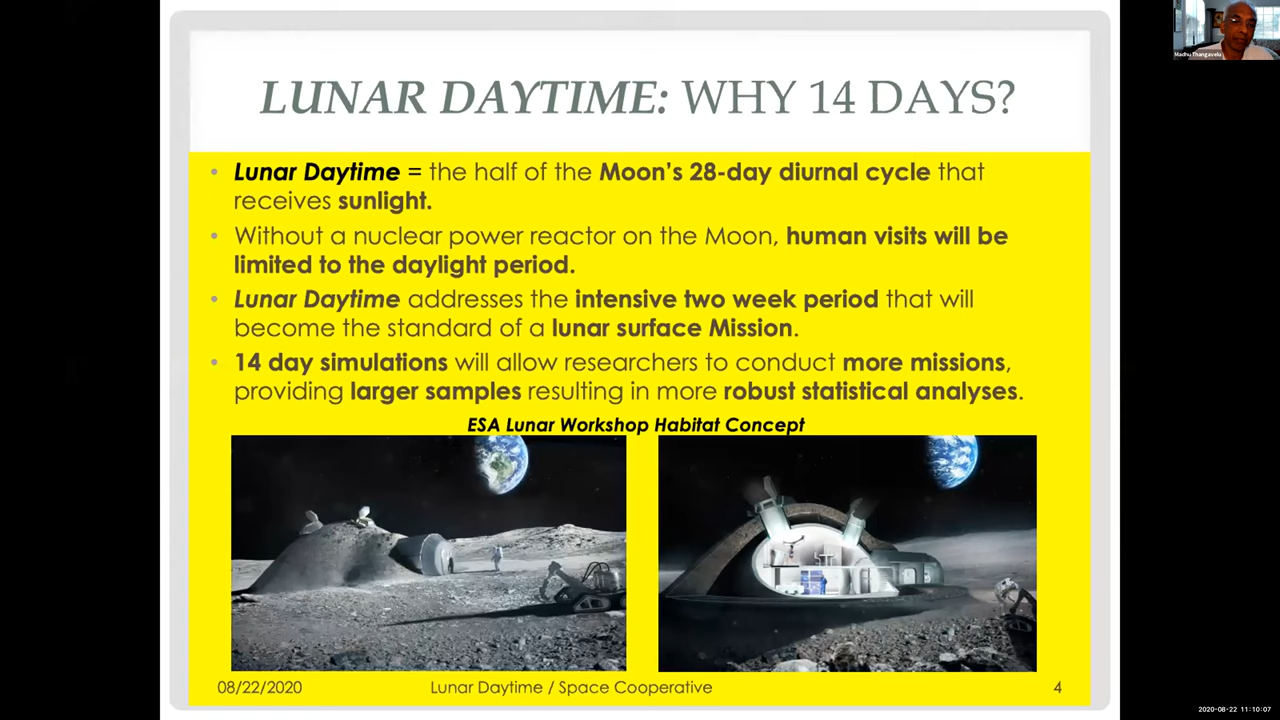 LUNAR DAYTIME: WHY 14 DAYS?
• Lunar Daytime = the half of the Moon's 28-day diurnal cycle that
receives sunlight.
• Without a nuclear power reactor on the Moon, human visits will be
limited to the daylight period.
• Lunar Daytime addresses the intensive two week period that will
become the standard of a lunar surface Mission.
• 14 day simulations will allow researchers to conduct more missions,
providing larger samples resulting in more robust statistical analyses.
ESA Lunar Workshop Habitat Concept
08/22/2020 Lunar Daytime / Space Cooperative 4
Madhu Thangavelu
2020-08-22 11:10:07